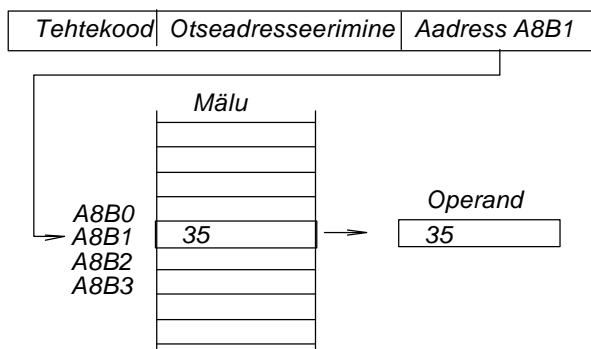 Tehtekood Otseadresseerimine Aadress A8B1
Mälu
Operand
A8B0
A8B1 35 35
A8B2
A8B3